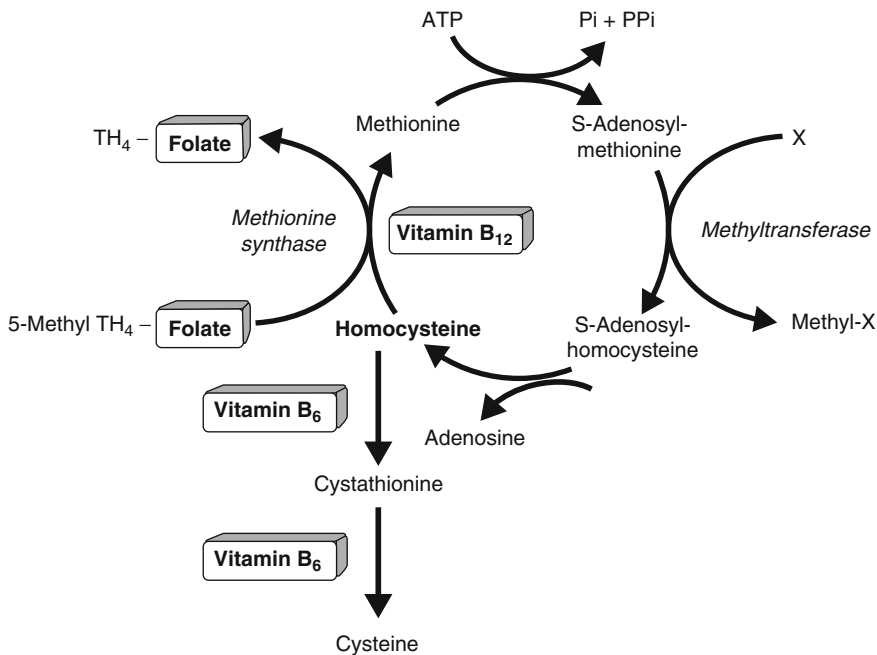 ATP
Pi + PPi
Methionine
S-Adenosyl-
methionine
X
TH₄ – Folate
Methionine
synthase
Vitamin B₁₂
Methyltransferase
5-Methyl TH₄ – Folate
Homocysteine
S-Adenosyl-
homocysteine
Methyl-X
Vitamin B₆
Adenosine
Cystathionine
Vitamin B₆
Cysteine